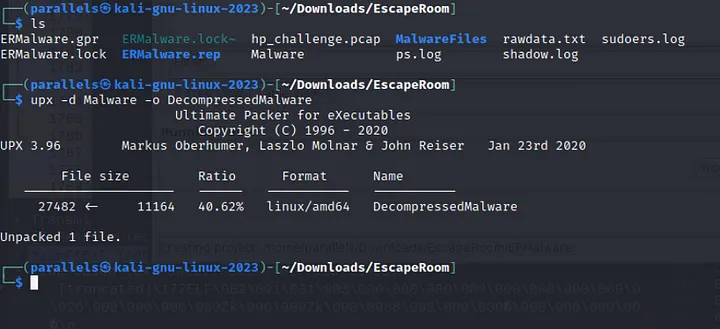 ┌──(parallels㉿kali-gnu-linux-2023)-[~/Downloads/EscapeRoom]
└─$ ls
ERMalware.gpr ERMalware.lock~ hp_challenge.pcap MalwareFiles rawdata.txt sudoers.log
ERMalware.lock ERMalware.rep Malware ps.log shadow.log
┌──(parallels㉿kali-gnu-linux-2023)-[~/Downloads/EscapeRoom]
└─$ upx -d Malware -o DecompressedMalware
Ultimate Packer for eXecutables
Copyright (C) 1996 - 2020
UPX 3.96 Markus Oberhumer, Laszlo Molnar & John Reiser Jan 23rd 2020
File size Ratio Format Name
-------------------- ------ ----------- -----------
27482 <- 11164 40.62% linux/amd64 DecompressedMalware
Unpacked 1 file.
┌──(parallels㉿kali-gnu-linux-2023)-[~/Downloads/EscapeRoom]
└─$